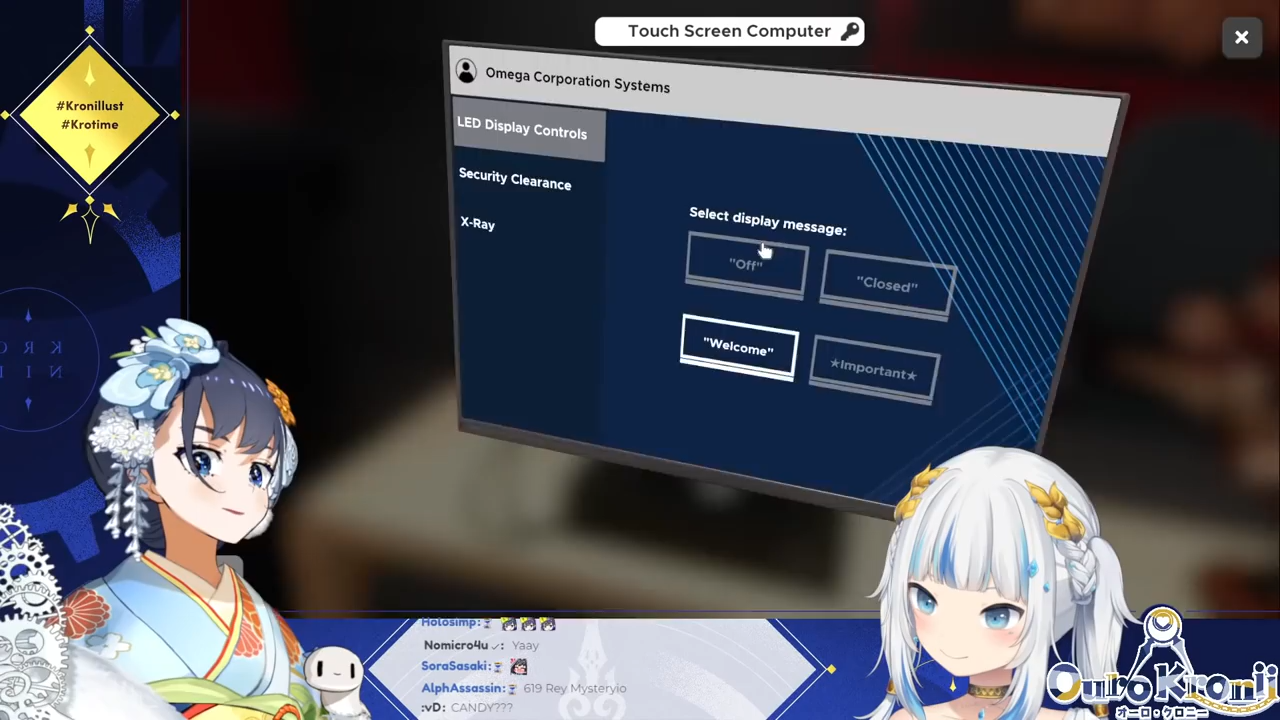 Touch Screen Computer
#Kronillust
#Krotime
Omega Corporation Systems
LED Display Controls
Security Clearance
X-Ray
Select display message:
"Off"
"Closed"
"Welcome"
★Important★
K R O
N I I
Holosimp:
Nomicro4u : Yaay
SoraSasaki:
AlphAssassin: 619 Rey Mysteryio
:vD: CANDY???
Ouro Kronii
オーロ・クロニー